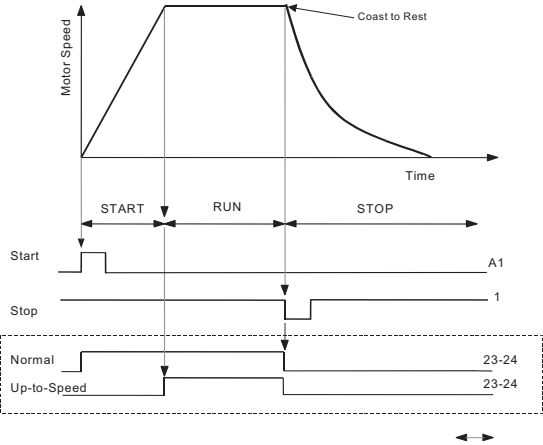 Coast to Rest
Motor Speed
Time
START
RUN
STOP
Start
A1
Stop
1
Normal
23-24
Up-to-Speed
23-24